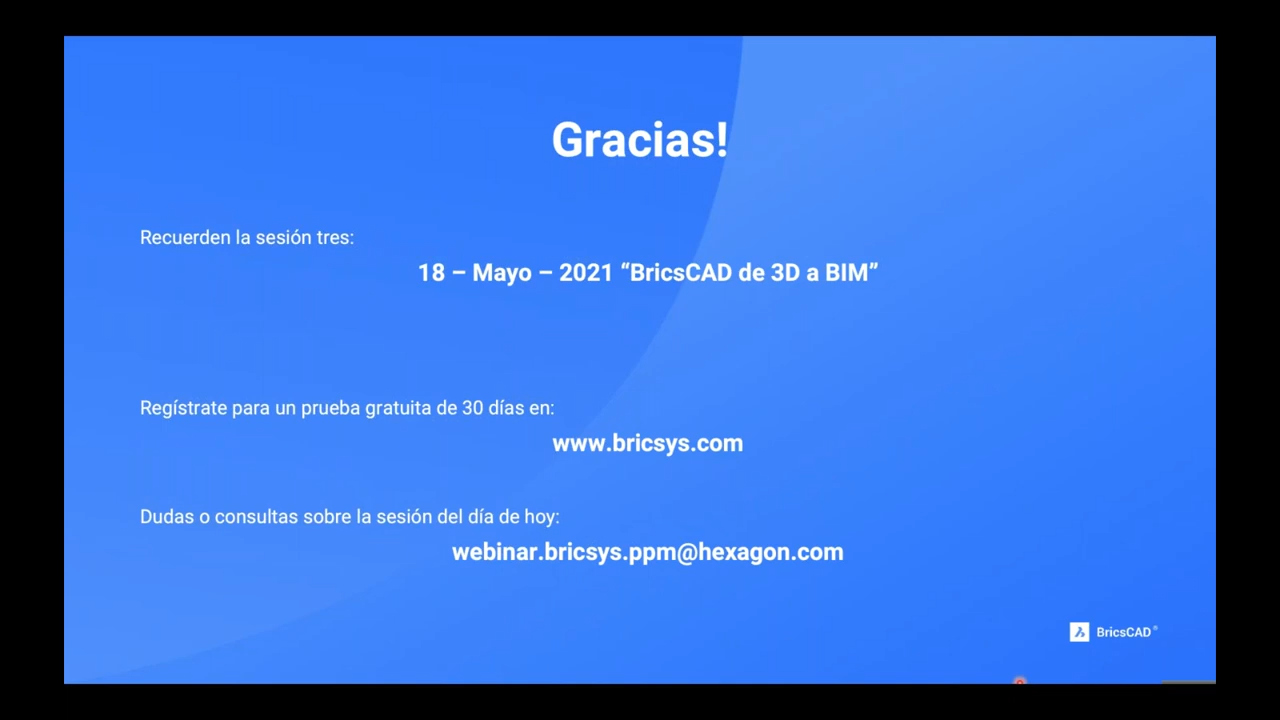 Gracias!
Recuerden la sesión tres:
18 – Mayo – 2021 “BricsCAD de 3D a BIM”
Regístrate para un prueba gratuita de 30 días en:
www.bricsys.com
Dudas o consultas sobre la sesión del día de hoy:
webinar.bricsys.ppm@hexagon.com
BricsCAD®